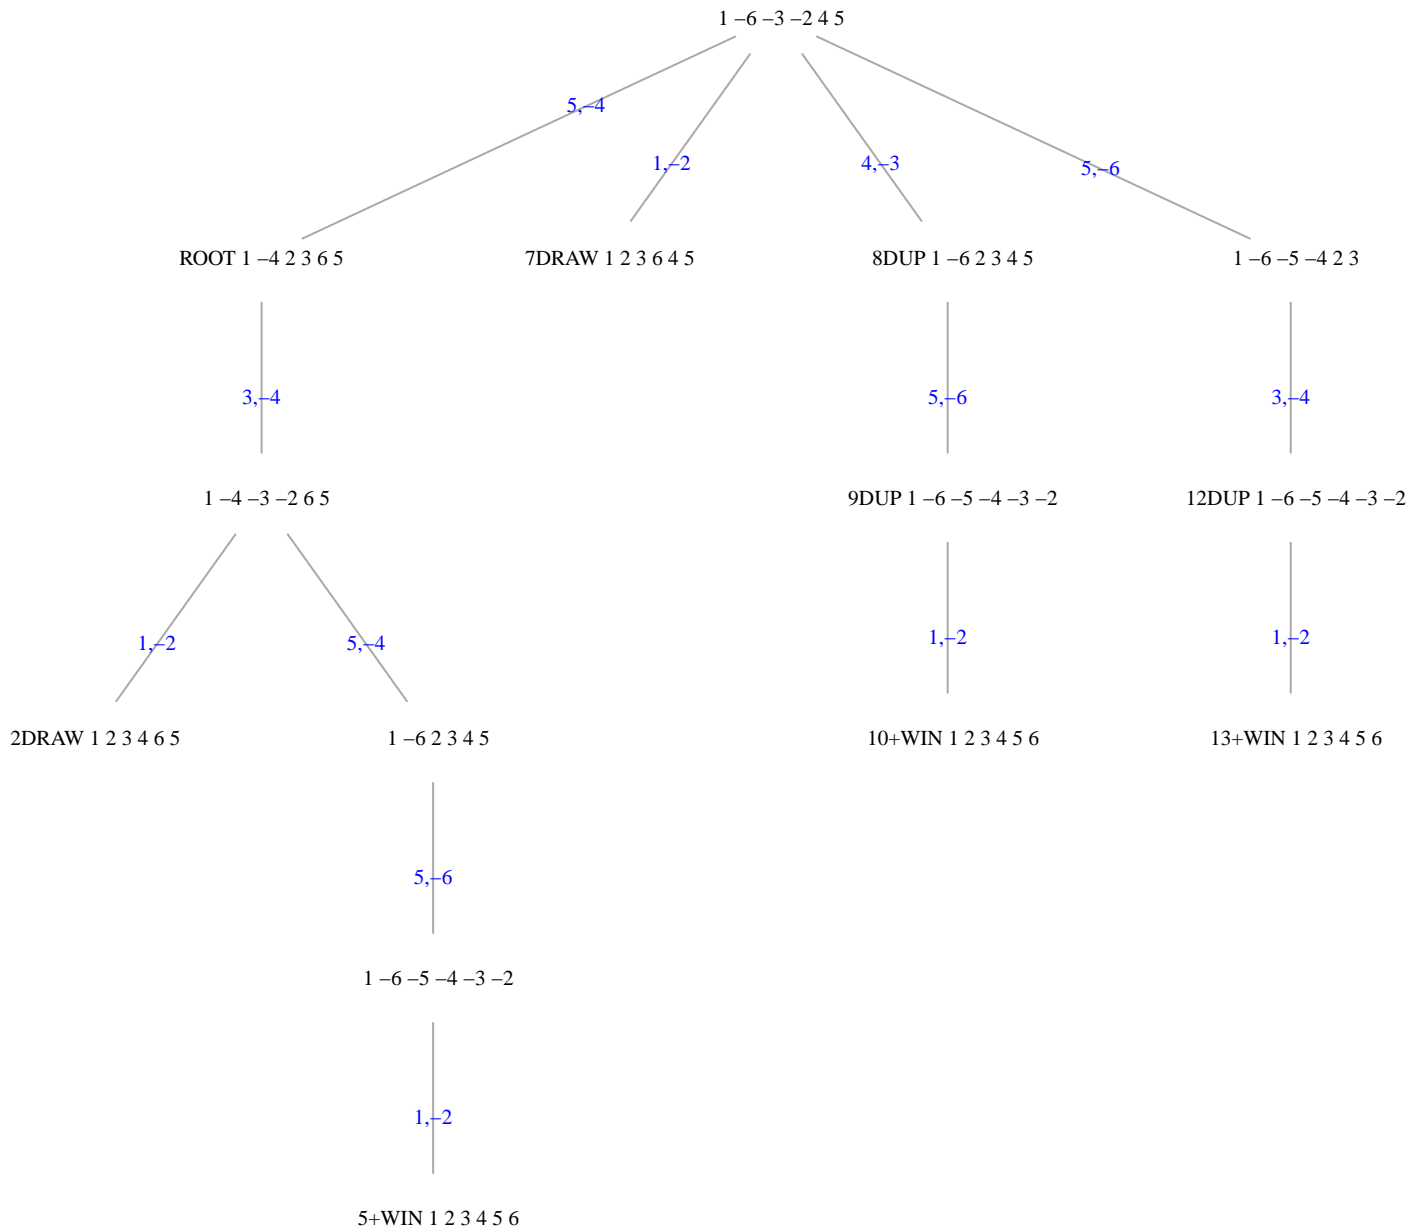 1 –6 –3 –2 4 5
5,–4
1,–2
4,–3
5,–6
ROOT 1 –4 2 3 6 5
7DRAW 1 2 3 6 4 5
8DUP 1 –6 2 3 4 5
1 –6 –5 –4 2 3
3,–4
5,–6
3,–4
1 –4 –3 –2 6 5
9DUP 1 –6 –5 –4 –3 –2
12DUP 1 –6 –5 –4 –3 –2
1,–2
5,–4
1,–2
1,–2
2DRAW 1 2 3 4 6 5
1 –6 2 3 4 5
10+WIN 1 2 3 4 5 6
13+WIN 1 2 3 4 5 6
5,–6
1 –6 –5 –4 –3 –2
1,–2
5+WIN 1 2 3 4 5 6